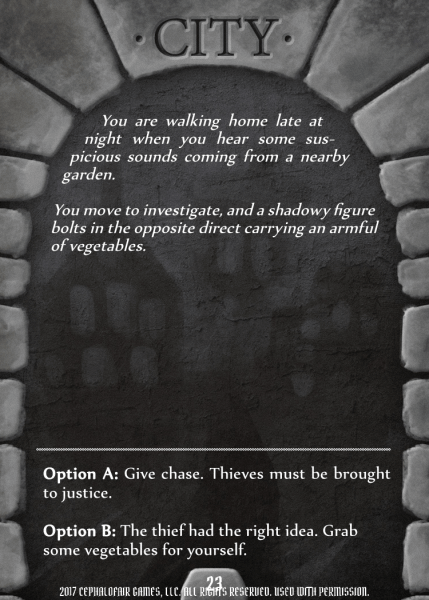 · CITY ·
You are walking home late at
night when you hear some sus-
picious sounds coming from a nearby
garden.
You move to investigate, and a shadowy figure
bolts in the opposite direct carrying an armful
of vegetables.
Option A: Give chase. Thieves must be brought
to justice.
Option B: The thief had the right idea. Grab
some vegetables for yourself.
23
2017 CEPHALOFAIR GAMES, LLC. ALL RIGHTS RESERVED. USED WITH PERMISSION.